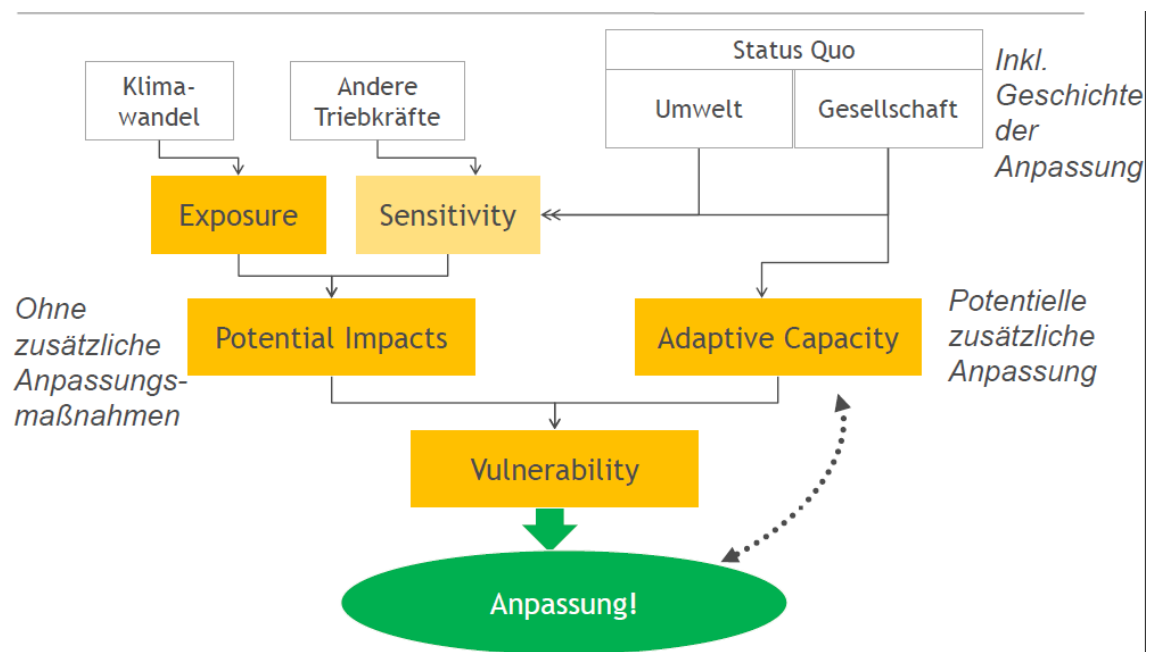 Status Quo
Klima-
wandel
Andere
Triebkräfte
Umwelt
Gesellschaft
Inkl.
Geschichte
der
Anpassung
Exposure
Sensitivity
Ohne
zusätzliche
Anpassungs-
maßnahmen
Potential Impacts
Adaptive Capacity
Potentielle
zusätzliche
Anpassung
Vulnerability
Anpassung!